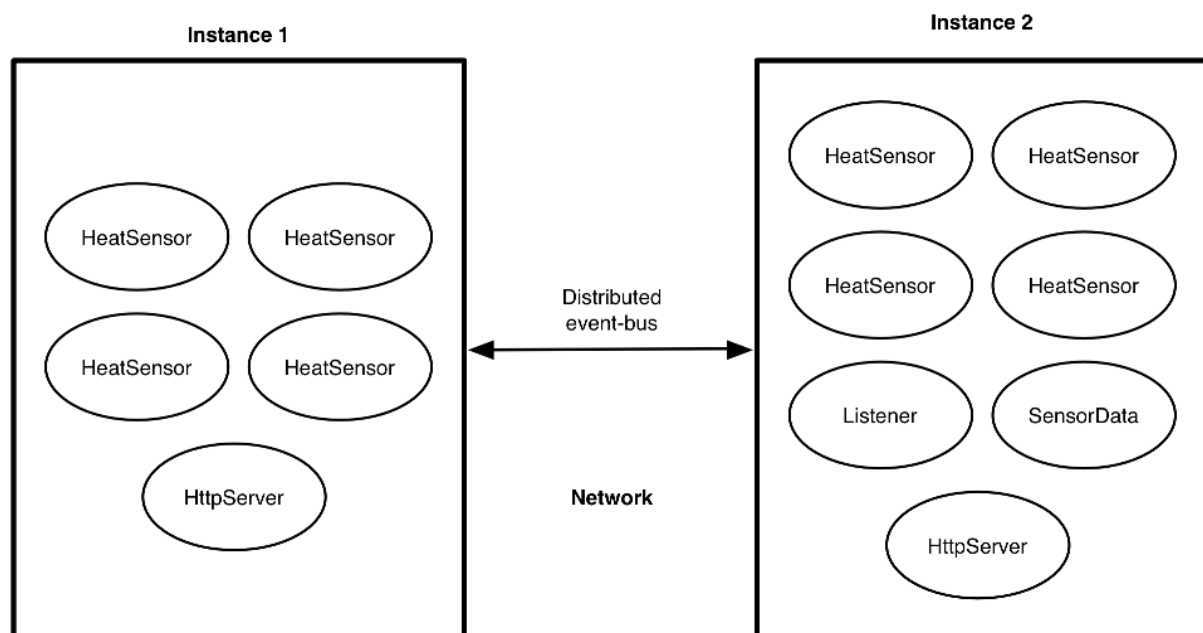 Instance 1
Instance 2
HeatSensor
HeatSensor
HeatSensor
HeatSensor
HttpServer
Distributed
event-bus
Network
HeatSensor
HeatSensor
HeatSensor
HeatSensor
Listener
SensorData
HttpServer